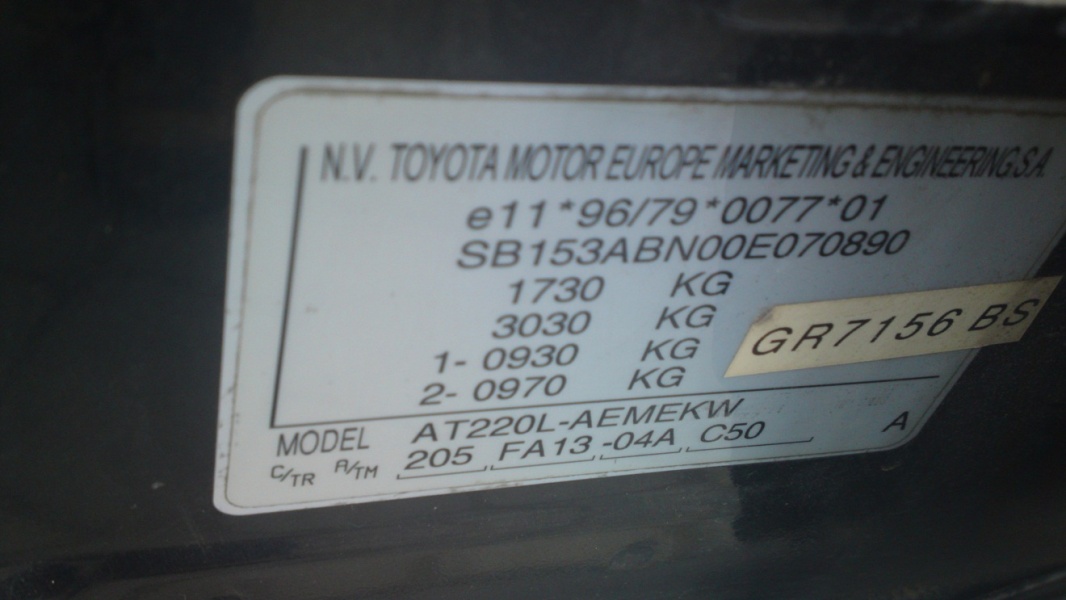 N.V. TOYOTA MOTOR EUROPE MARKETING & ENGINEERING S.A.
e11*96/79*0077*01
SB153ABN00E070890
1730 KG
3030 KG
1- 0930 KG
2- 0970 KG
GR7156 BS
MODEL AT220L-AEMEKW
C/TR A/TM 205 FA13 -04A C50 A